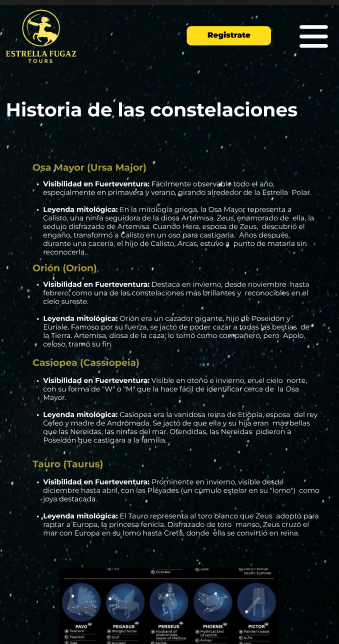 ESTRELLA FUGAZ
TOURS
Registrate
Historia de las constelaciones
Osa Mayor (Ursa Major)
• Visibilidad en Fuerteventura: Fácilmente observable todo el año,
especialmente en primavera y verano, girando alrededor de la Estrella Polar.
• Leyenda mitológica: En la mitología griega, la Osa Mayor representa a
Calisto, una ninfa seguidora de la diosa Artemisa. Zeus, enamorado de ella, la
sedujo disfrazado de Artemisa. Cuando Hera, esposa de Zeus, descubrió el
engaño, transformó a Calisto en un oso para castigarla. Años después,
durante una cacería, el hijo de Calisto, Arcas, estuvo a punto de matarla sin
reconocerla.
Orión (Orion)
• Visibilidad en Fuerteventura: Destaca en invierno, desde noviembre hasta
febrero, como una de las constelaciones más brillantes y reconocibles en el
cielo sureste.
• Leyenda mitológica: Orión era un cazador gigante, hijo de Poseidón y
Euríale. Famoso por su fuerza, se jactó de poder cazar a todas las bestias de
la Tierra. Artemisa, diosa de la caza, lo tomó como compañero, pero Apolo,
celoso, tramó su fin.
Casiopea (Cassiopeia)
• Visibilidad en Fuerteventura: Visible en otoño e invierno, en el cielo norte,
con su forma de "W" o "M" que la hace fácil de identificar cerca de la Osa
Mayor.
• Leyenda mitológica: Casiopea era la vanidosa reina de Etiopía, esposa del rey
Cefeo y madre de Andrómeda. Se jactó de que ella y su hija eran más bellas
que las Nereidas, las ninfas del mar. Ofendidas, las Nereidas pidieron a
Poseidón que castigara a la familia.
Tauro (Taurus)
• Visibilidad en Fuerteventura: Prominente en invierno, visible desde
diciembre hasta abril, con las Pléyades (un cúmulo estelar en su "lomo") como
joya destacada.
• Leyenda mitológica: El Tauro representa al toro blanco que Zeus adoptó para
raptar a Europa, la princesa fenicia. Disfrazado de toro manso, Zeus cruzó el
mar con Europa en su lomo hasta Creta, donde ella se convirtió en reina.
October
PAVO
PEGASUS
PERSEUS
PHOENIX
PICTOR
Peacock
Winged horse
Husband of
Mythical bird
Painter's easel